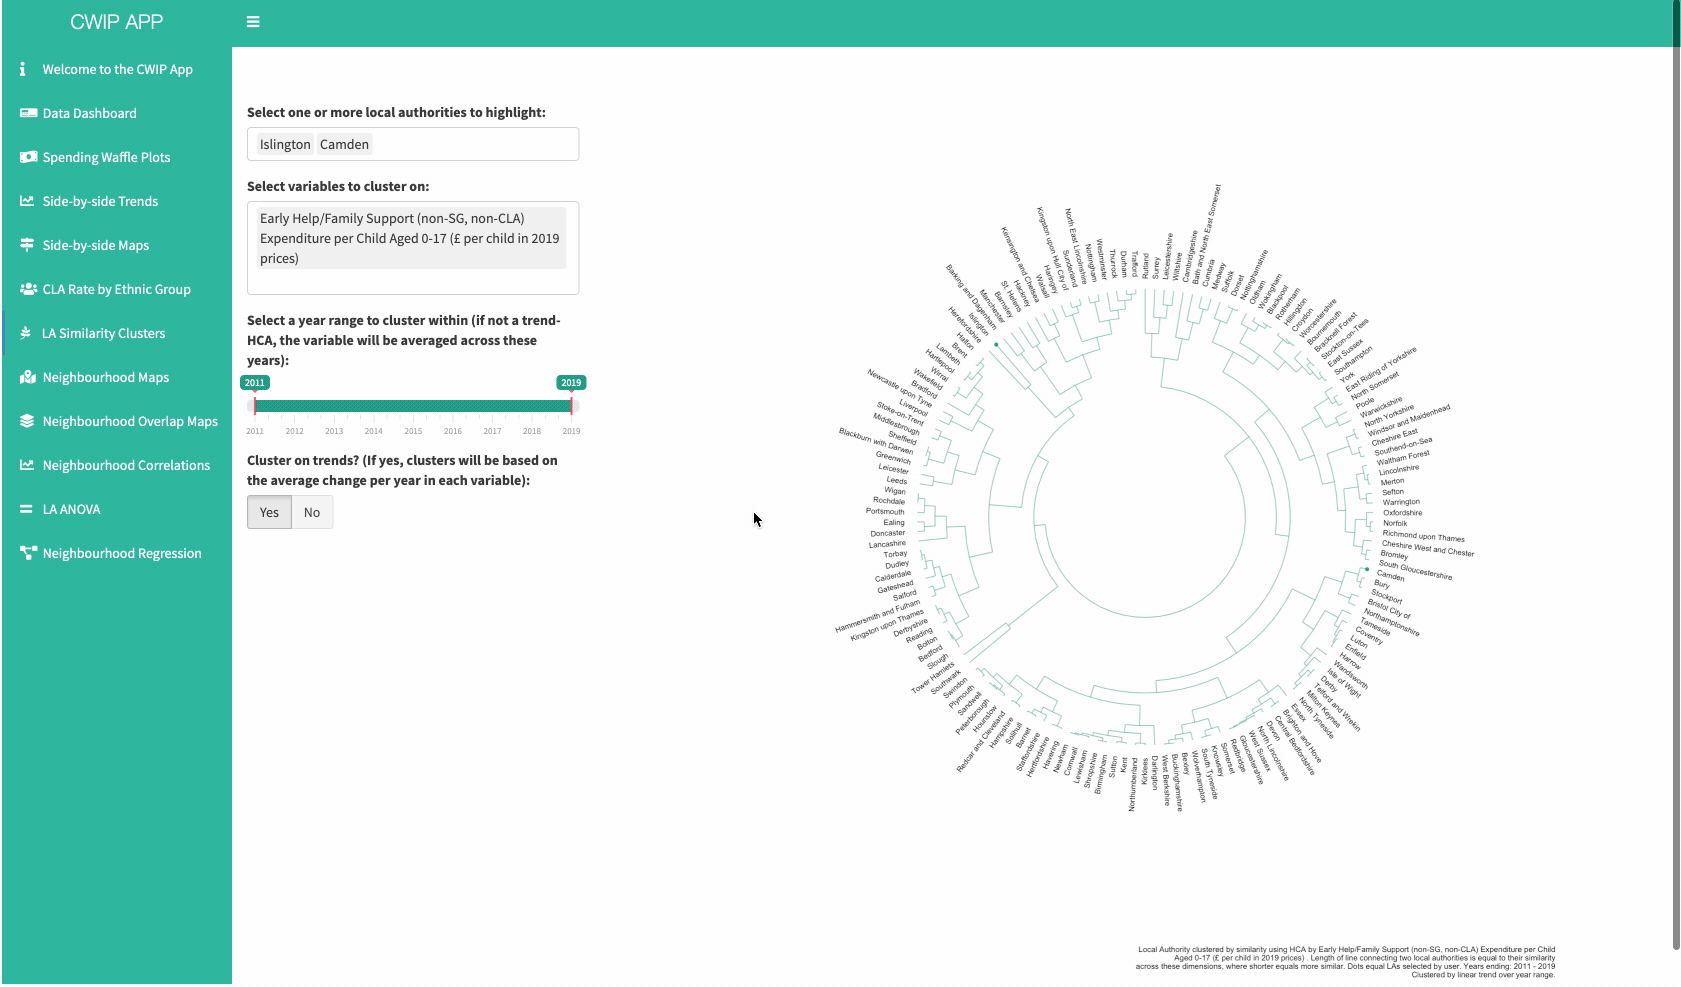 CWIP APP
Welcome to the CWIP App
Data Dashboard
Spending Waffle Plots
Side-by-side Trends
Side-by-side Maps
CLA Rate by Ethnic Group
LA Similarity Clusters
Neighbourhood Maps
Neighbourhood Overlap Maps
Neighbourhood Correlations
LA ANOVA
Neighbourhood Regression
Select one or more local authorities to highlight:
Islington Camden
Select variables to cluster on:
Early Help/Family Support (non-SG, non-CLA)
Expenditure per Child Aged 0-17 (£ per child in 2019
prices)
Select a year range to cluster within (if not a trend-
HCA, the variable will be averaged across these
years):
2011 2019
2011 2012 2013 2014 2015 2016 2017 2018 2019
Cluster on trends? (If yes, clusters will be based on
the average change per year in each variable):
Yes No
Rutland
Surrey
Leicestershire
Wiltshire
Cambridgeshire
Bath and North East Somerset
Cumbria
Medway
Suffolk
Dorset
Nottinghamshire
Oldham
Wokingham
Blackpool
Rotherham
Hillingdon
Croydon
Worcestershire
Bournemouth
Bracknell Forest
Stockton-on-Tees
East Sussex
Southampton
York
East Riding of Yorkshire
North Somerset
Poole
Warwickshire
North Yorkshire
Windsor and Maidenhead
Cheshire East
Southend-on-Sea
Waltham Forest
Lincolnshire
Merton
Sefton
Warrington
Oxfordshire
Norfolk
Richmond upon Thames
Cheshire West and Chester
Bromley
South Gloucestershire
Camden
Bury
Stockport
Bristol City of
Northamptonshire
Tameside
Coventry
Luton
Enfield
Harrow
Wandsworth
Isle of Wight
Derby
Telford and Wrekin
Milton Keynes
North Tyneside
Essex
Brighton and Hove
Central Bedfordshire
Devon
North Lincolnshire
West Sussex
Gloucestershire
Redbridge
Somerset
Knowsley
South Tyneside
Wolverhampton
Bexley
Buckinghamshire
West Berkshire
Darlington
Kirklees
Northumberland
Kent
Sutton
Birmingham
Shropshire
Lewisham
Cornwall
Newham
Havering
Hertfordshire
Staffordshire
Barnet
Solihull
Hampshire
Redcar and Cleveland
Hounslow
Peterborough
Sandwell
Plymouth
Swindon
Southwark
Tower Hamlets
Slough
Bedford
Bolton
Reading
Derbyshire
Kingston upon Thames
Hammersmith and Fulham
Salford
Gateshead
Calderdale
Dudley
Torbay
Lancashire
Doncaster
Ealing
Portsmouth
Rochdale
Wigan
Leeds
Leicester
Greenwich
Blackburn with Darwen
Sheffield
Middlesbrough
Stoke-on-Trent
Liverpool
Newcastle upon Tyne
Bradford
Wakefield
Wirral
Hartlepool
Lambeth
Brent
Halton
Herefordshire
Islington
Barking and Dagenham
Manchester
Barnsley
St. Helens
Hackney
Kensington and Chelsea
Walsall
Haringey
Kingston upon Hull City of
Sunderland
North East Lincolnshire
Nottingham
Westminster
Thurrock
Durham
Trafford
Local Authority clustered by similarity using HCA by Early Help/Family Support (non-SG, non-CLA) Expenditure per Child
Aged 0-17 (£ per child in 2019 prices) . Length of line connecting two local authorities is equal to their similarity
across these dimensions, where shorter equals more similar. Dots equal LAs selected by user. Years ending: 2011 - 2019
Clustered by linear trend over year range.